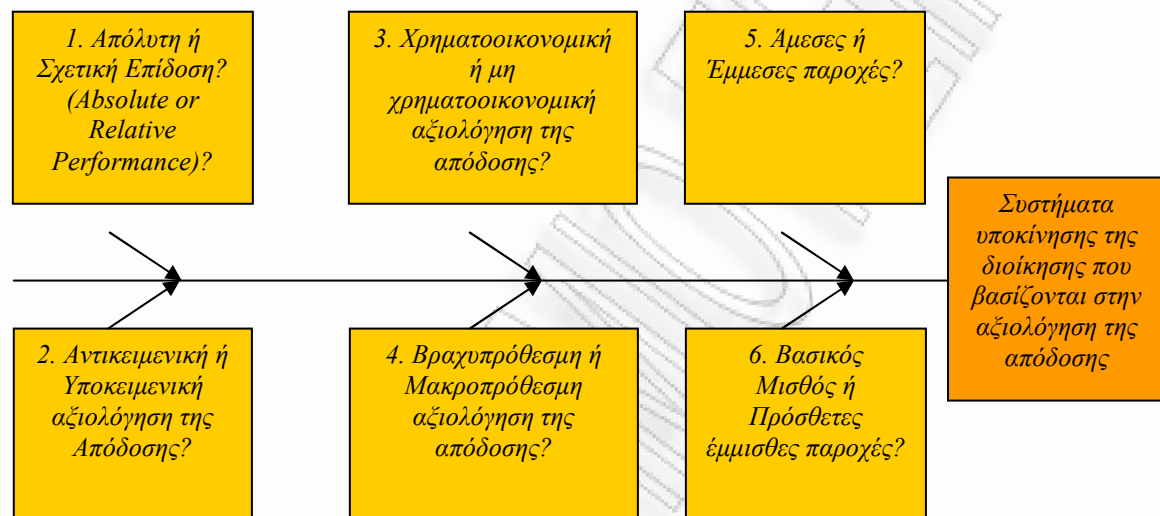 1. Απόλυτη ή
Σχετική Επίδοση?
(Absolute or
Relative
Performance)?
2. Αντικειμενική ή
Υποκειμενική
αξιολόγηση της
Απόδοσης?
3. Χρηματοοικονομική
ή μη
χρηματοοικονομική
αξιολόγηση της
απόδοσης?
4. Βραχυπρόθεσμη ή
Μακροπρόθεσμη
αξιολόγηση της
απόδοσης?
5. Άμεσες ή
Έμμεσες παροχές?
6. Βασικός
Μισθός ή
Πρόσθετες
έμμισθες παροχές?
Συστήματα
υποκίνησης της
διοίκησης που
βασίζονται στην
αξιολόγηση της
απόδοσης